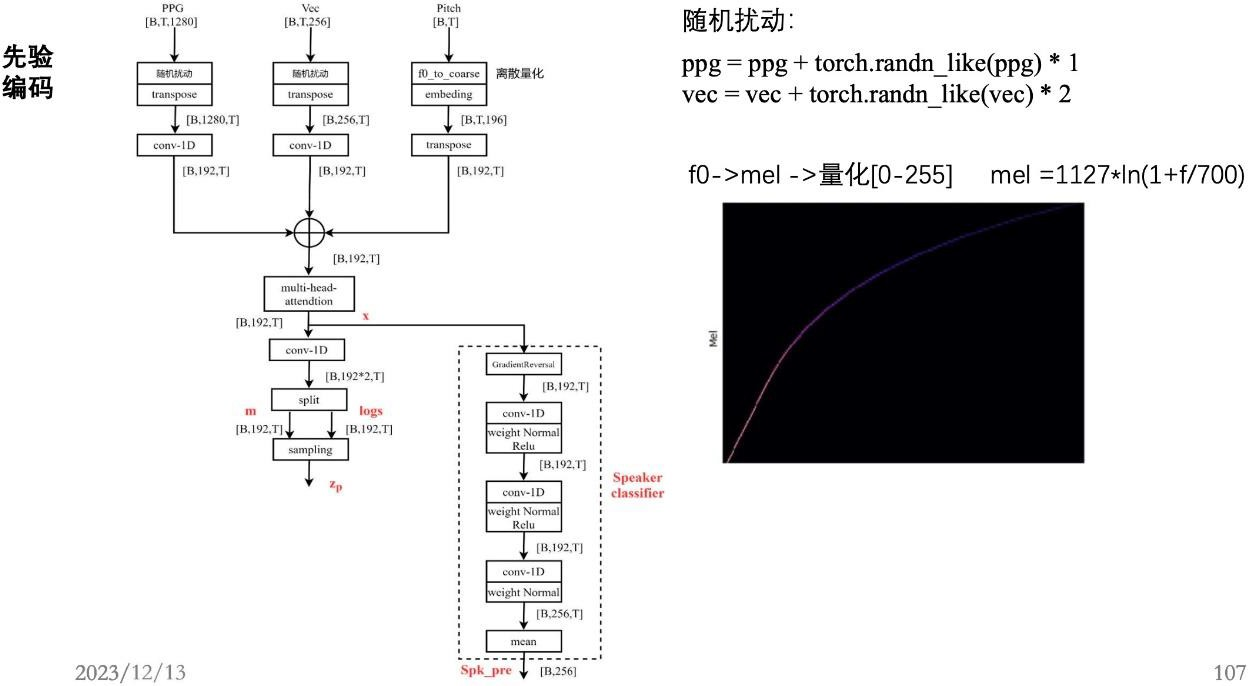 先验
编码
PPG
[B,T,1280]
随机扰动
transpose
[B,1280,T]
conv-1D
[B,192,T]
Vec
[B,T,256]
随机扰动
transpose
[B,256,T]
conv-1D
[B,192,T]
Pitch
[B,T]
f0_to_coarse
离散量化
embeding
[B,T,196]
transpose
[B,192,T]
[B,192,T]
multi-head-
attendtion
[B,192,T]
x
conv-1D
[B,192*2,T]
split
m
logs
[B,192,T]
[B,192,T]
sampling
zp
GradientReversal
[B,192,T]
conv-1D
weight Normal
Relu
[B,192,T]
conv-1D
weight Normal
Relu
[B,192,T]
conv-1D
weight Normal
[B,256,T]
mean
Spk_pre
[B,256]
Speaker
classifier
随机扰动:
ppg = ppg + torch.randn_like(ppg) * 1
vec = vec + torch.randn_like(vec) * 2
f0->mel ->量化[0-255] mel =1127*ln(1+f/700)
Mel
2023/12/13
107